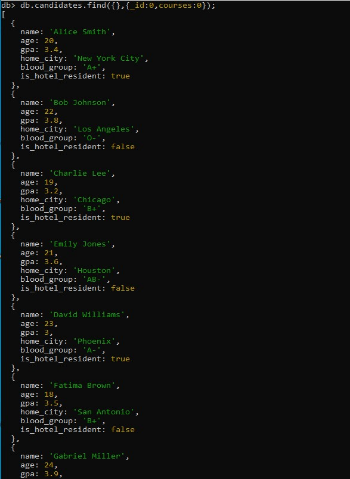 db> db.candidates.find({},{_id:0,courses:0});
[
{
name: 'Alice Smith',
age: 20,
gpa: 3.4,
home_city: 'New York City',
blood_group: 'A+',
is_hotel_resident: true
},
{
name: 'Bob Johnson',
age: 22,
gpa: 3.8,
home_city: 'Los Angeles',
blood_group: 'O-',
is_hotel_resident: false
},
{
name: 'Charlie Lee',
age: 19,
gpa: 3.2,
home_city: 'Chicago',
blood_group: 'B+',
is_hotel_resident: true
},
{
name: 'Emily Jones',
age: 21,
gpa: 3.6,
home_city: 'Houston',
blood_group: 'AB-',
is_hotel_resident: false
},
{
name: 'David Williams',
age: 23,
gpa: 3,
home_city: 'Phoenix',
blood_group: 'A-',
is_hotel_resident: true
},
{
name: 'Fatima Brown',
age: 18,
gpa: 3.5,
home_city: 'San Antonio',
blood_group: 'B+',
is_hotel_resident: false
},
{
name: 'Gabriel Miller',
age: 24,
gpa: 3.9,